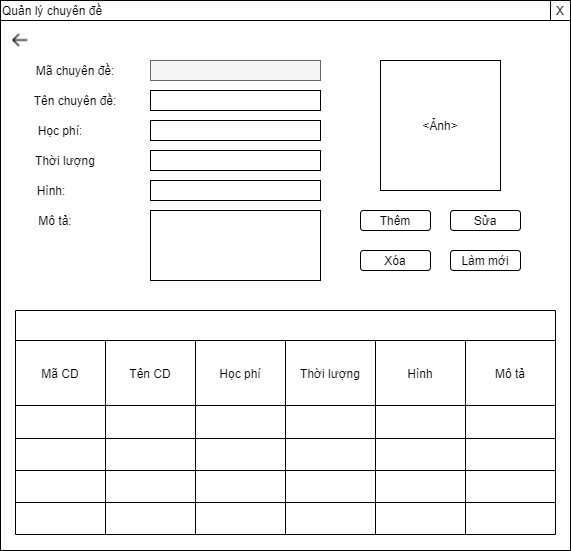 Quản lý chuyên đề
X
Mã chuyên đề:
Tên chuyên đề:
Học phí:
Thời lượng
Hình:
Mô tả:
<Ảnh>
Thêm
Sửa
Xóa
Làm mới
Mã CD
Tên CD
Học phí
Thời lượng
Hình
Mô tả